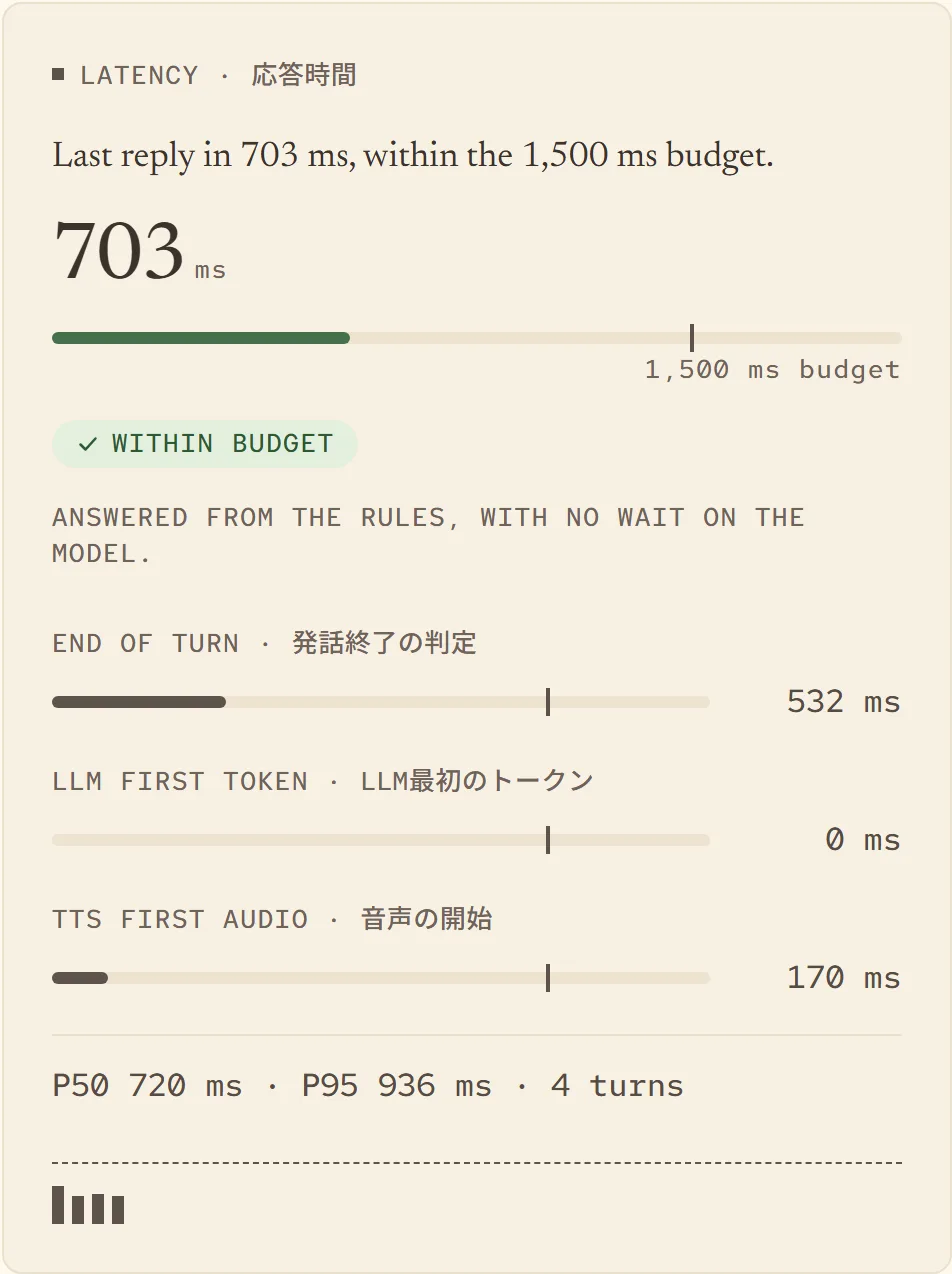 LATENCY · 応答時間
Last reply in 703 ms, within the 1,500 ms budget.
703 ms
1,500 ms budget
WITHIN BUDGET
ANSWERED FROM THE RULES, WITH NO WAIT ON THE
MODEL.
END OF TURN · 発話終了の判定
532 ms
LLM FIRST TOKEN · LLM最初のトークン
0 ms
TTS FIRST AUDIO · 音声の開始
170 ms
P50 720 ms · P95 936 ms · 4 turns